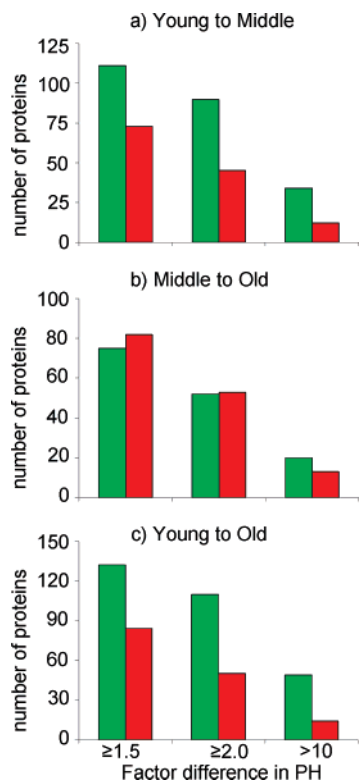 a) Young to Middle
number of proteins
125
100
75
50
25
0
b) Middle to Old
number of proteins
100
80
60
40
20
0
c) Young to Old
number of proteins
150
120
90
60
30
0
≥1.5 ≥2.0 >10
Factor difference in PH